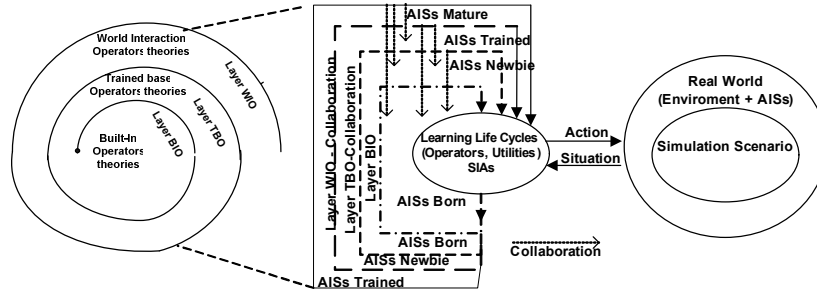 World Interaction
Operators theories
Layer WIO
Trained base
Operators theories
Layer TBO
Built-In
Operators
theories
Layer BIO
AISs Mature
AISs Trained
AISs Newbie
Layer WIO - Collaboration
Layer TBO-Collaboration
Layer BIO
Learning Life Cycles
(Operators, Utilities)
SIAs
AISs Born
AISs Born
AISs Newbie
AISs Trained
Action
Situation
Collaboration
Real World
(Enviroment + AISs)
Simulation Scenario